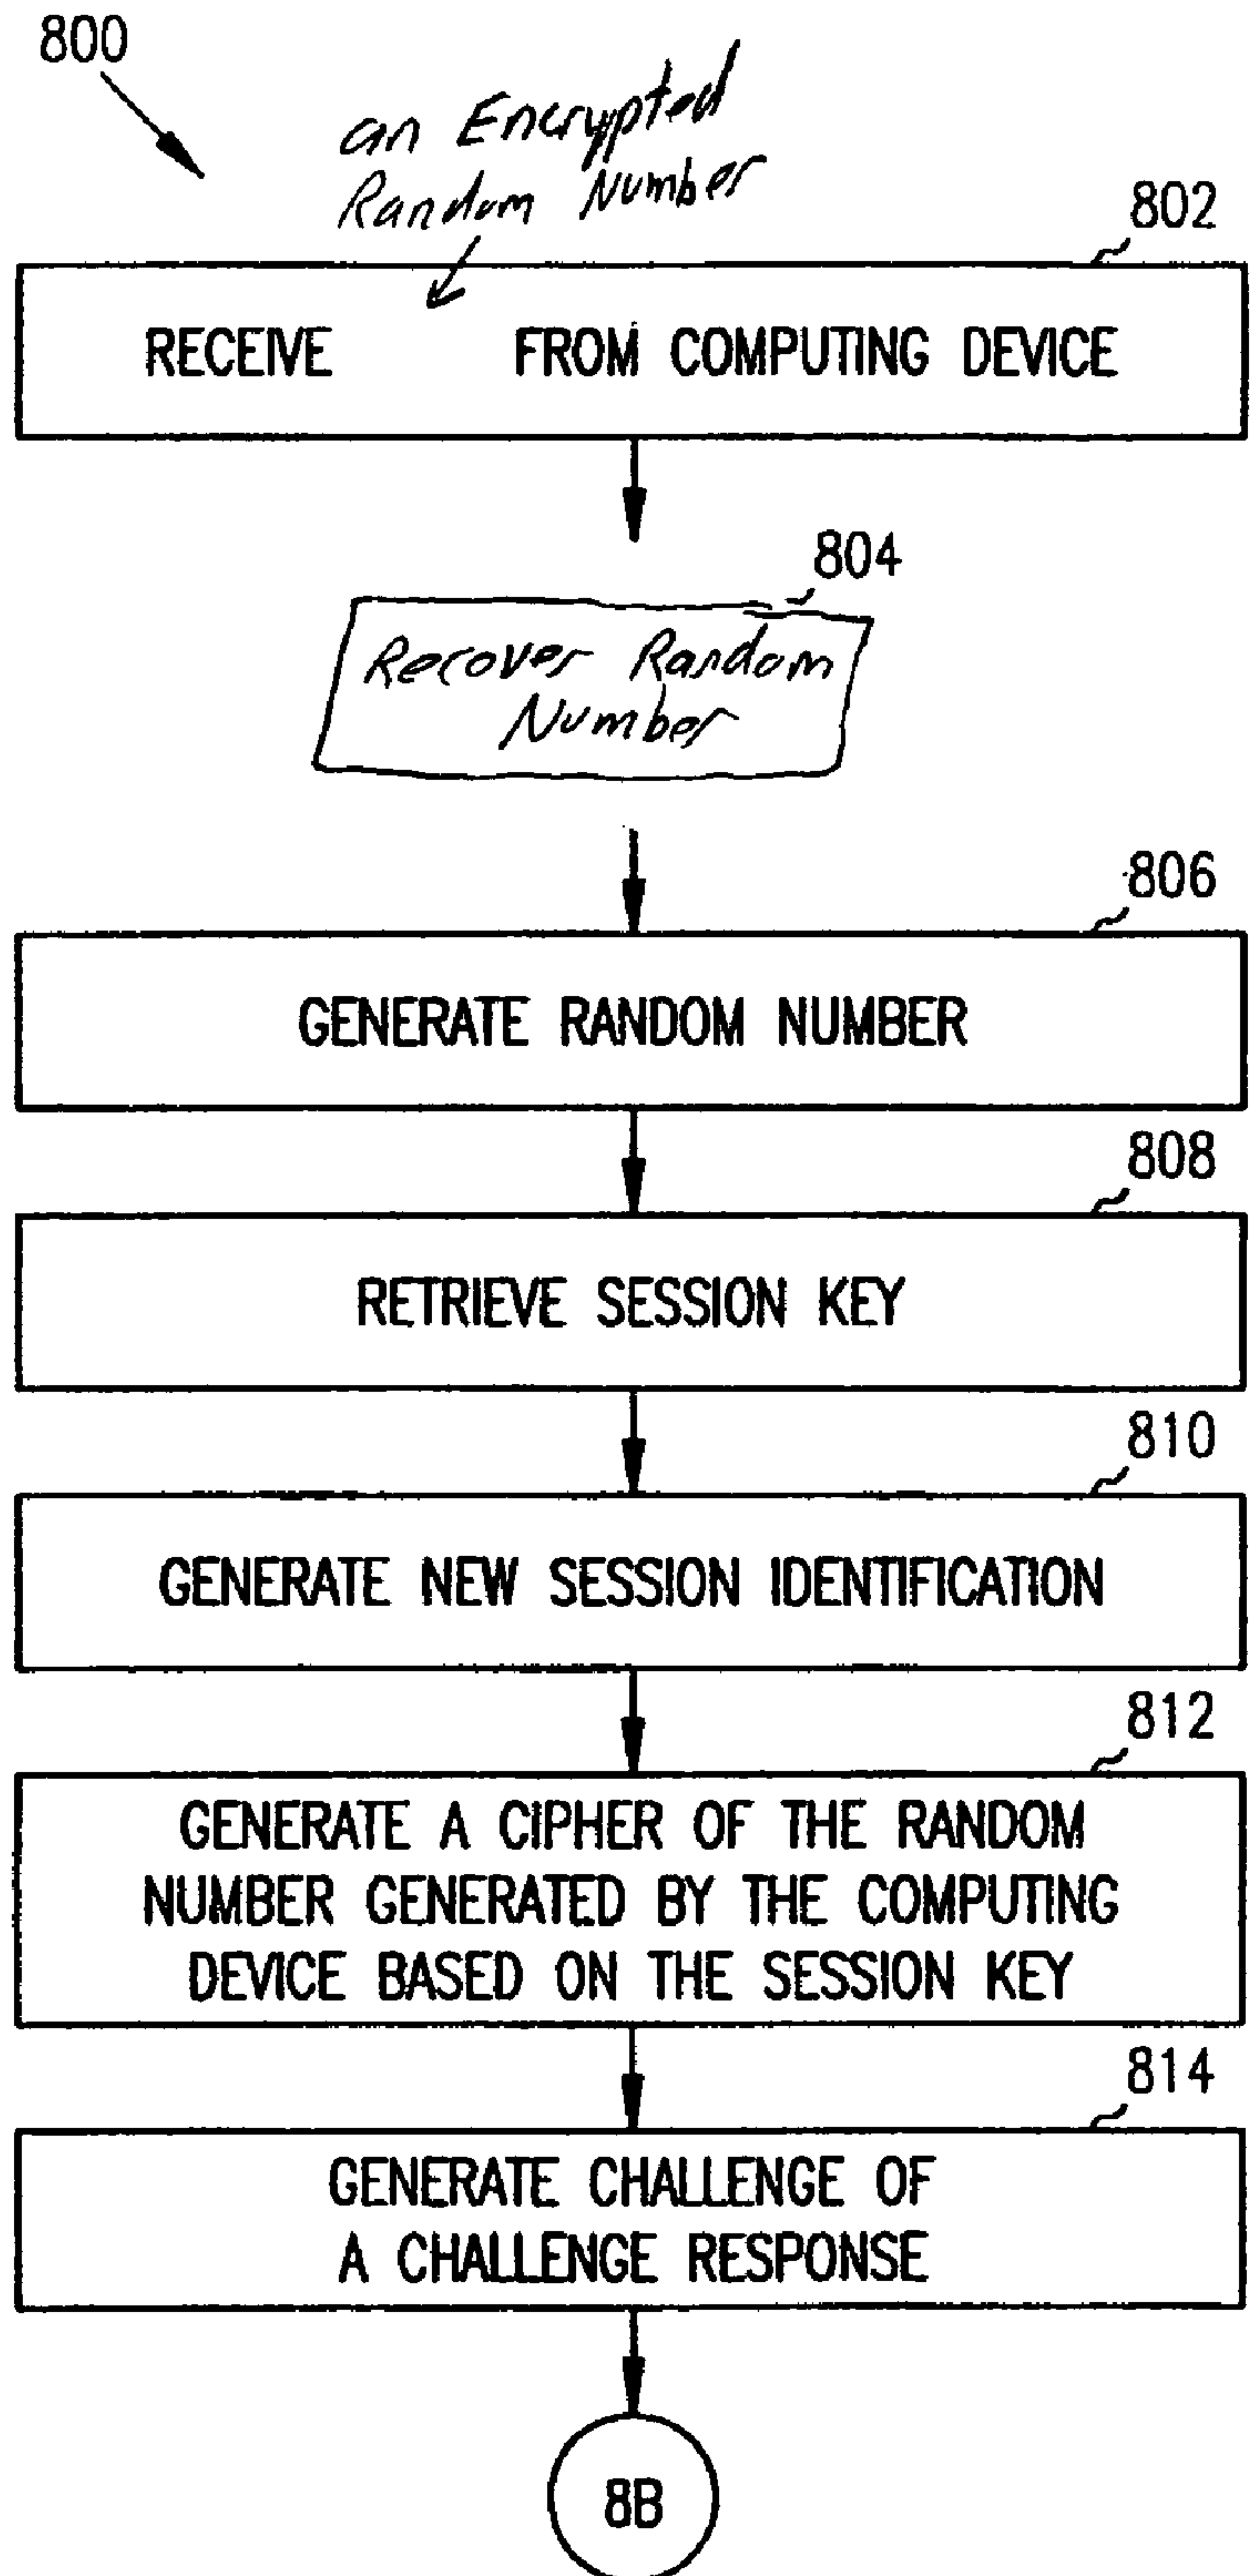 800
an Encrypted
Random Number
802
RECEIVE FROM COMPUTING DEVICE
804
Recover Random
Number
806
GENERATE RANDOM NUMBER
808
RETRIEVE SESSION KEY
810
GENERATE NEW SESSION IDENTIFICATION
812
GENERATE A CIPHER OF THE RANDOM
NUMBER GENERATED BY THE COMPUTING
DEVICE BASED ON THE SESSION KEY
814
GENERATE CHALLENGE OF
A CHALLENGE RESPONSE
8B